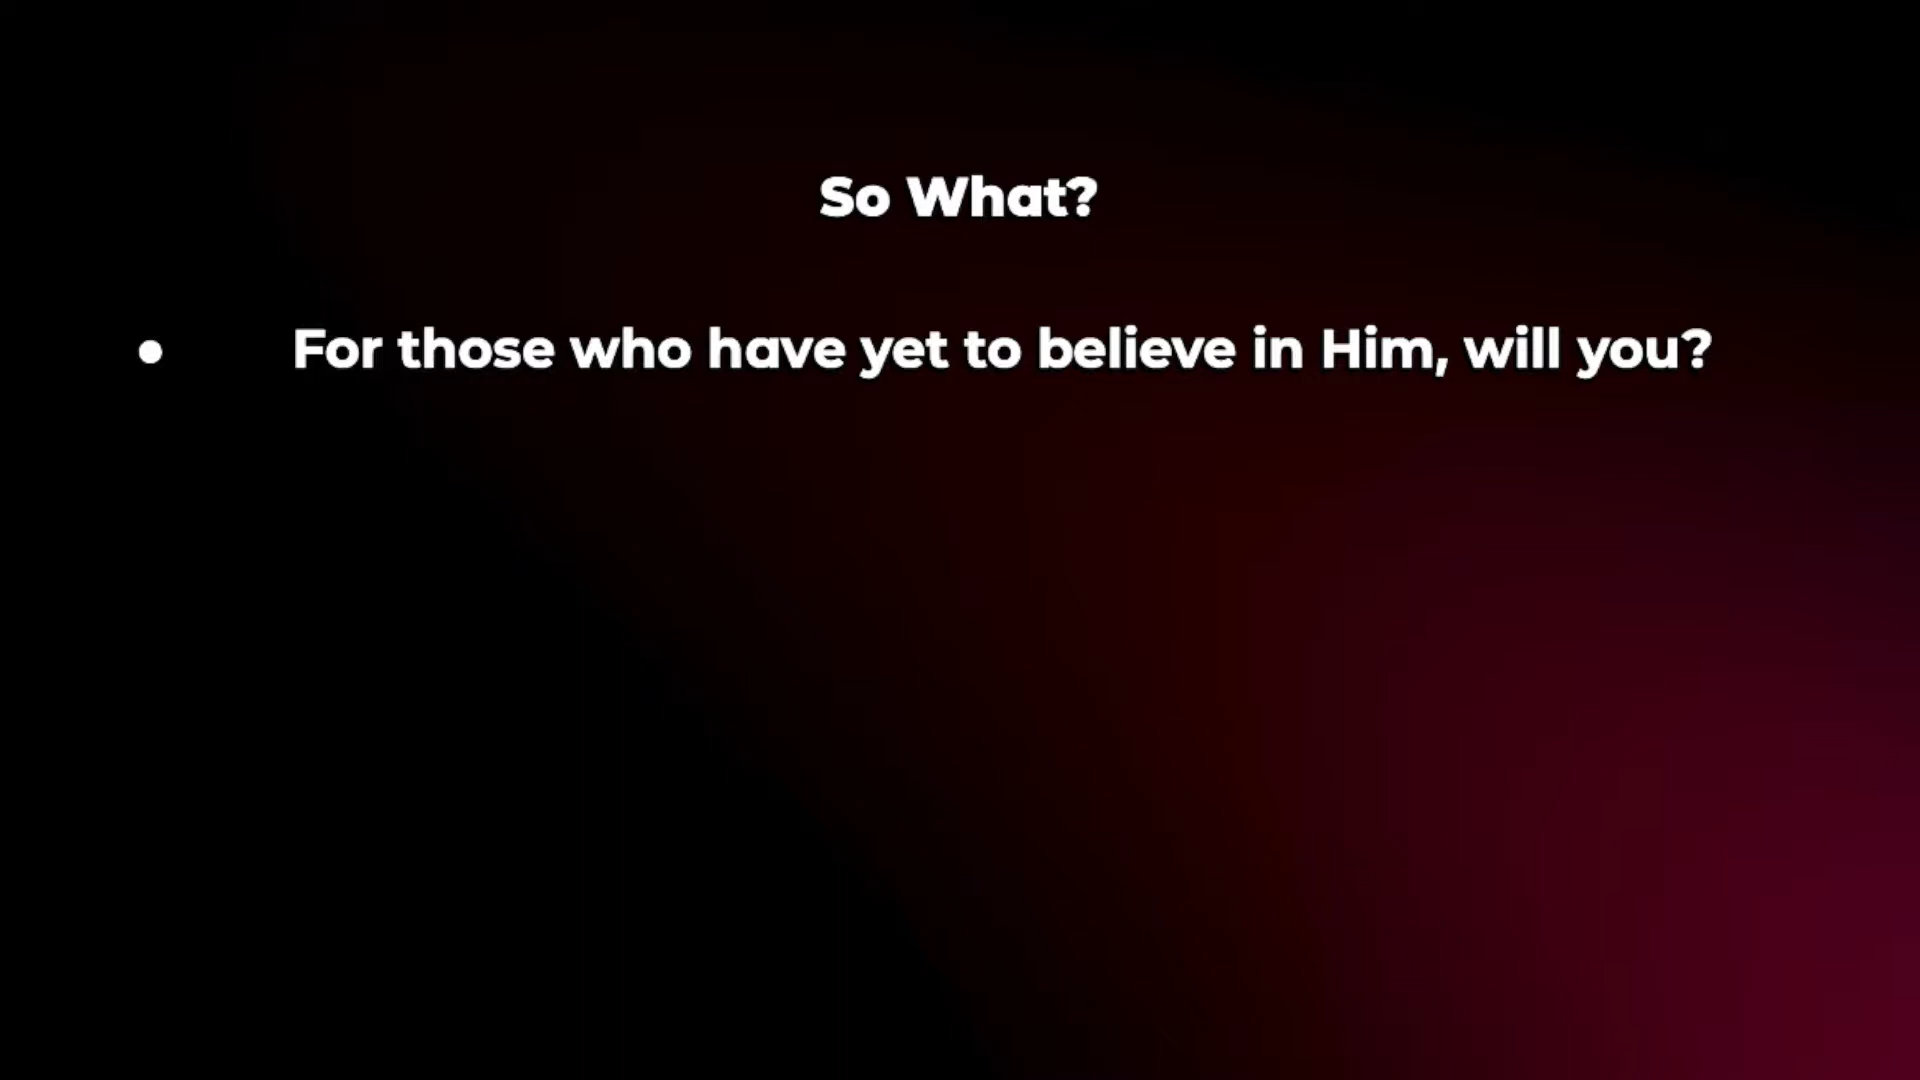 So What?
• For those who have yet to believe in Him, will you?